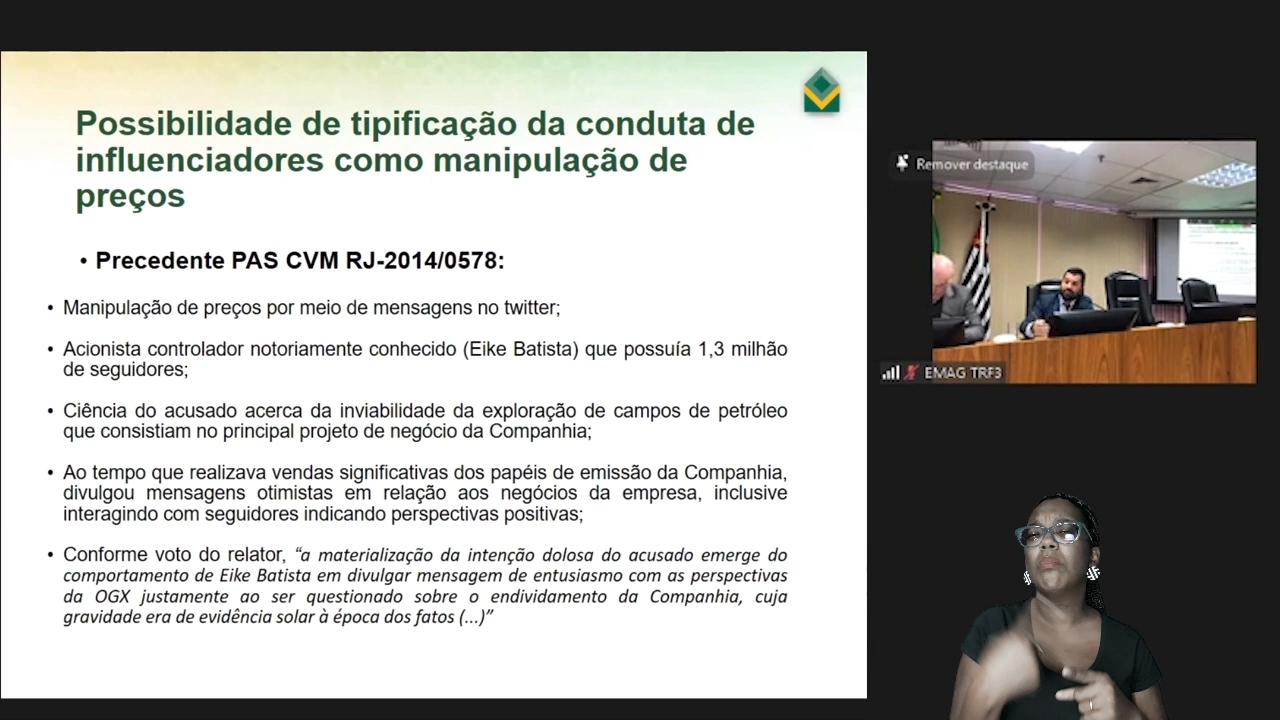 Possibilidade de tipificação da conduta de
influenciadores como manipulação de
preços
• Precedente PAS CVM RJ-2014/0578:
• Manipulação de preços por meio de mensagens no twitter;
• Acionista controlador notoriamente conhecido (Eike Batista) que possuía 1,3 milhão
de seguidores;
• Ciência do acusado acerca da inviabilidade da exploração de campos de petróleo
que consistiam no principal projeto de negócio da Companhia;
• Ao tempo que realizava vendas significativas dos papéis de emissão da Companhia,
divulgou mensagens otimistas em relação aos negócios da empresa, inclusive
interagindo com seguidores indicando perspectivas positivas;
• Conforme voto do relator, “a materialização da intenção dolosa do acusado emerge do
comportamento de Eike Batista em divulgar mensagem de entusiasmo com as perspectivas
da OGX justamente ao ser questionado sobre o endividamento da Companhia, cuja
gravidade era de evidência solar à época dos fatos (...)”
Remover destaque
EMAG TRF3